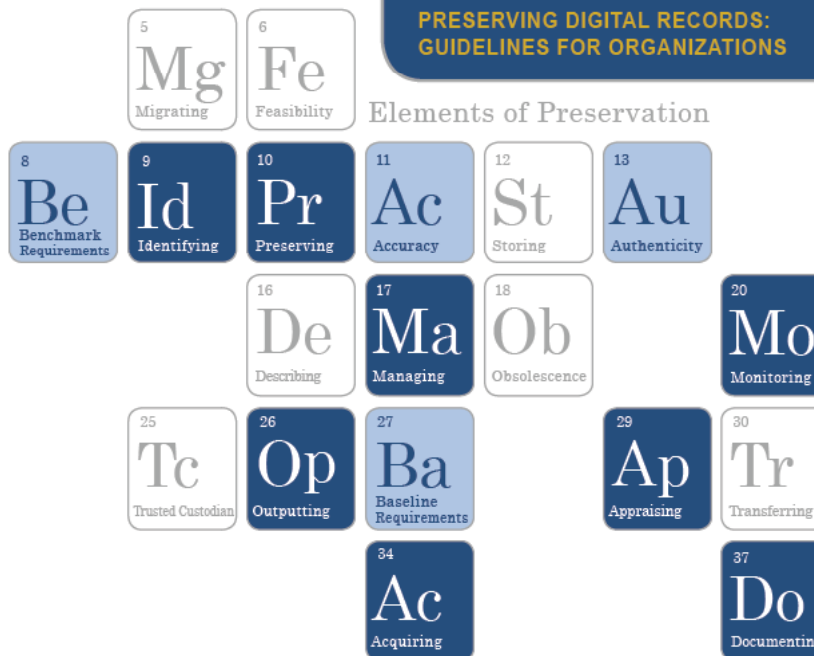 PRESERVING DIGITAL RECORDS:
GUIDELINES FOR ORGANIZATIONS
5
Mg
Migrating
6
Fe
Feasibility
Elements of Preservation
8
Be
Benchmark
Requirements
9
Id
Identifying
10
Pr
Preserving
11
Ac
Accuracy
12
St
Storing
13
Au
Authenticity
16
De
Describing
17
Ma
Managing
18
Ob
Obsolescence
20
Mo
Monitoring
25
Tc
Trusted Custodian
26
Op
Outputting
27
Ba
Baseline
Requirements
29
Ap
Appraising
30
Tr
Transferring
34
Ac
Acquiring
37
Do
Documentin